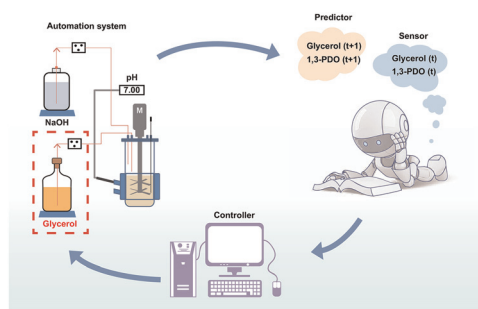 Automation system
NaOH
pH
7.00
M
Glycerol
Predictor
Glycerol (t+1)
1,3-PDO (t+1)
Sensor
Glycerol (t)
1,3-PDO (t)
Controller